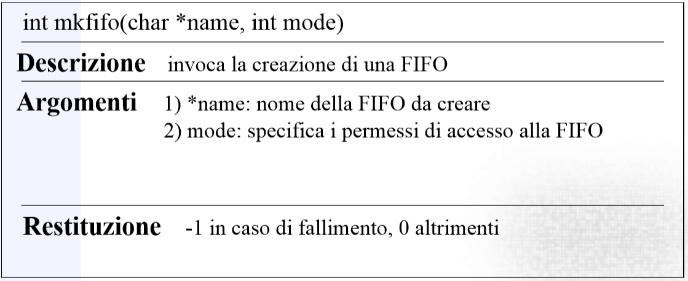 int mkfifo(char *name, int mode)
Descrizione invoca la creazione di una FIFO
Argomenti 1) *name: nome della FIFO da creare
2) mode: specifica i permessi di accesso alla FIFO
Restituzione -1 in caso di fallimento, 0 altrimenti